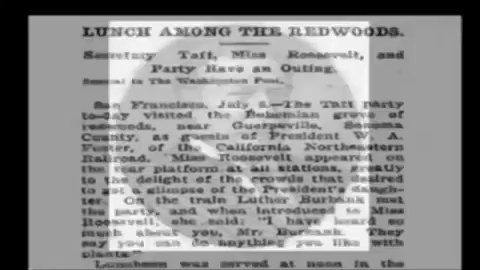 LUNCH AMONG THE REDWOODS.
Secretary Taft, Miss Roosevelt, and
Party Have an Outing.
Special to The Washington Post.
San Francisco, July 5.—The Taft party
to-day visited the Bohemian grove of
redwoods, near Guerneville, Sonoma
County, as guests of President W. A.
Foster, of the California Northeastern
Railroad. Miss Roosevelt appeared on
the rear platform at all stations, greatly
to the delight of the crowds that desired
to get a glimpse of the President's daugh-
ter. On the train Luther Burbank met
the party, and when introduced to Miss
Roosevelt, she said: "I have heard so
much about you, Mr. Burbank. They
say you can do anything you like with
plants."
Luncheon was served at noon in the